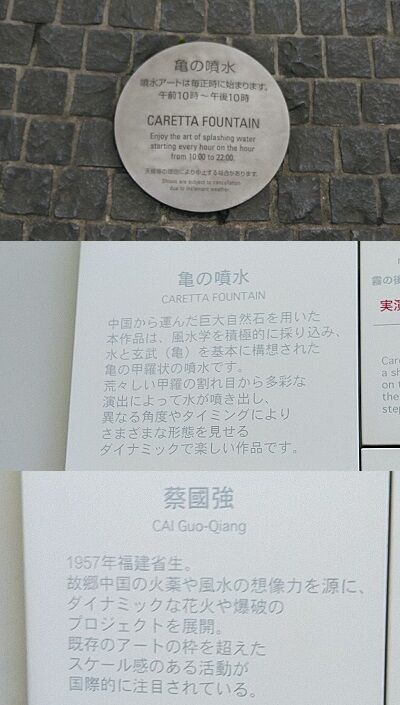 亀の噴水
噴水アートは毎正時に始まります。
午前10時〜午後10時
CARETTA FOUNTAIN
Enjoy the art of splashing water
starting every hour on the hour
from 10:00 to 22:00.
天候等の理由により中止する場合があります。
Shows are subject to cancellation
due to inclement weather.
亀の噴水
CARETTA FOUNTAIN
中国から運んだ巨大自然石を用いた
本作品は、風水学を積極的に採り込み、
水と玄武（亀）を基本に構想された
亀の甲羅状の噴水です。
荒々しい甲羅の割れ目から多彩な
演出によって水が噴き出し、
異なる角度やタイミングにより
さまざまな形態を見せる
ダイナミックで楽しい作品です。
霧の後
実演
Care
a sh
on t
the
step
蔡國強
CAI Guo-Qiang
1957年福建省生。
故郷中国の火薬や風水の想像力を源に、
ダイナミックな花火や爆破の
プロジェクトを展開。
既存のアートの枠を超えた
スケール感のある活動が
国際的に注目されている。